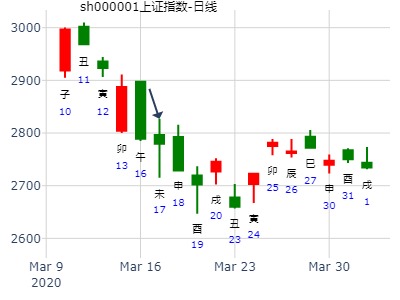 sh000001上证指数-日线
3000
2900
2800
2700
2600
子
10
丑
11
寅
12
卯
13
午
16
未
17
申
18
酉
19
戌
21
丑
23
寅
24
卯
25
辰
26
巳
27
申
30
酉
31
戌
1
Mar 9
2020
Mar 16
Mar 23
Mar 30